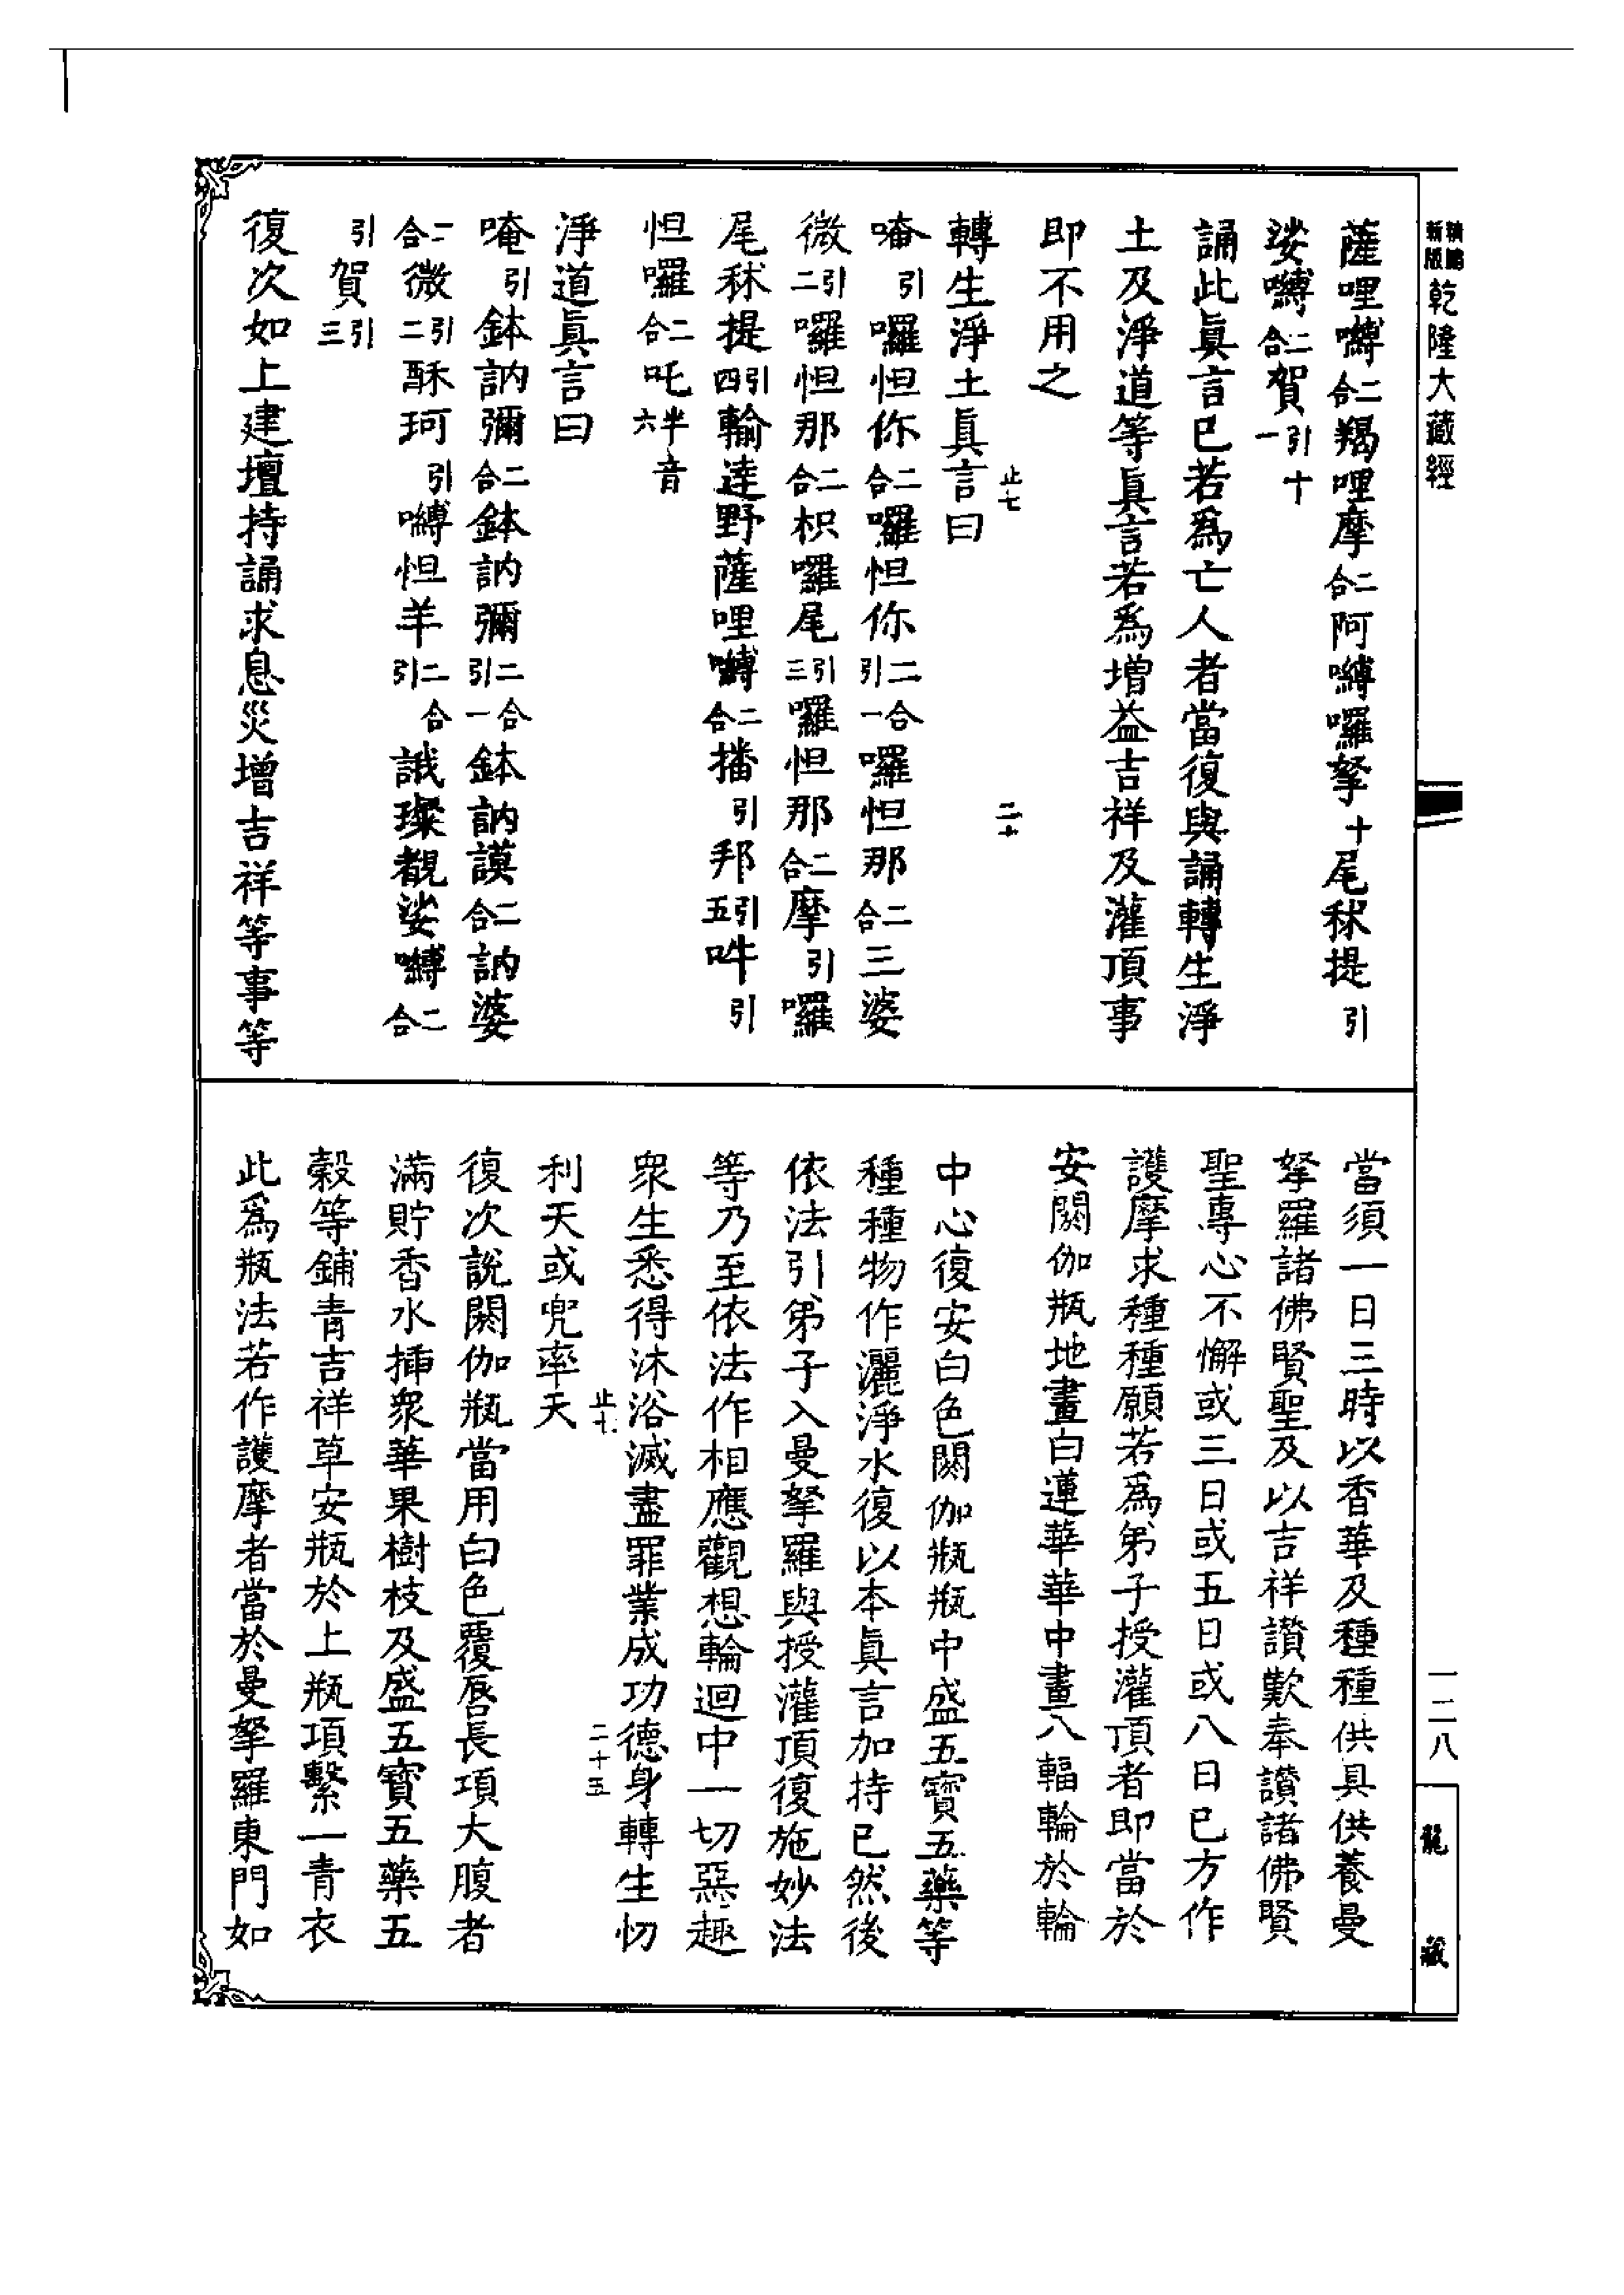 精鵰新版
乾隆大藏經
薩哩嚩二合羯哩摩二合阿嚩囉拏十尾秫提引
娑嚩二合賀引十一
誦此眞言巳若爲亡人者當復與誦轉生淨
土及淨道等眞言若爲增益吉祥及灌頂事
即不用之
止七
二十
轉生淨土眞言曰
唵引囉怛你二合囉怛你二合引一囉怛那二合三婆
微引二囉怛那二合枳囉尾引三囉怛那二合摩引囉
尾秫提引四輸達野薩哩嚩二合播引邦引五吽引
怛囉二合吒半音六
淨道眞言曰
唵引鉢訥彌二合鉢訥彌二合引一鉢訥謨二合訥婆
微引二酥珂引嚩怛羊二合引誐璨覩娑嚩二合
引賀引三
復次如上建壇持誦求息災增吉祥等事等
當須一日三時以香華及種種供具供養曼
拏羅諸佛賢聖及以吉祥讚歎奉讚諸佛賢
聖專心不懈或三日或五日或八日巳方作
護摩求種種願若爲弟子授灌頂者即當於
安閼伽瓶地畫白蓮華華中畫八輻輪於輪
中心復安白色閼伽瓶瓶中盛五寶五藥等
種種物作灑淨水復以本眞言加持巳然後
依法引弟子入曼拏羅與授灌頂復施妙法
等乃至依法作相應觀想輪迴中一切惡趣
衆生悉得沐浴滅盡罪業成功德身轉生忉
止十
二十五
利天或兜率天
復次說閼伽瓶當用白色覆唇長項大腹者
滿貯香水揷衆華果樹枝及盛五寶五藥五
穀等鋪青吉祥草安瓶於上瓶項繫一青衣
此爲瓶法若作護摩者當於曼拏羅東門如
一二八
龍藏